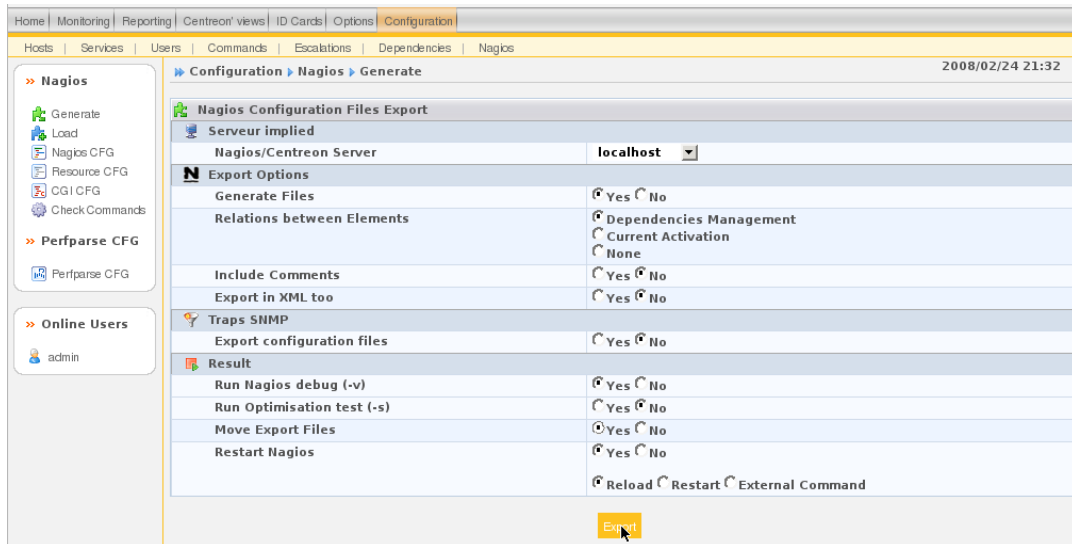 Home | Monitoring | Reporting | Centreon' views | ID Cards | Options | Configuration
Hosts | Services | Users | Commands | Escalations | Dependencies | Nagios
» Nagios
Generate
Load
Nagios CFG
Resource CFG
CGI CFG
Check Commands
» Perfparse CFG
Perfparse CFG
» Online Users
admin
Configuration Nagios Generate
2008/02/24 21:32
Nagios Configuration Files Export
Serveur implied
Nagios/Centreon Server localhost
N Export Options
Generate Files Yes No
Relations between Elements Dependencies Management
Current Activation
None
Include Comments Yes No
Export in XML too Yes No
Traps SNMP
Export configuration files Yes No
Result
Run Nagios debug (-v) Yes No
Run Optimisation test (-s) Yes No
Move Export Files Yes No
Restart Nagios Yes No
Reload Restart External Command
Export